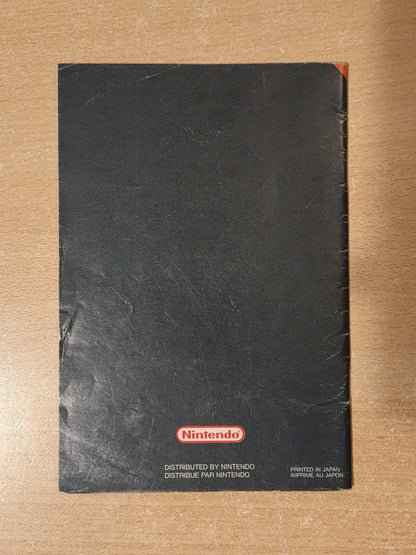 Nintendo
DISTRIBUTED BY NINTENDO
DISTRIBUE PAR NINTENDO
PRINTED IN JAPAN
IMPRIME AU JAPON